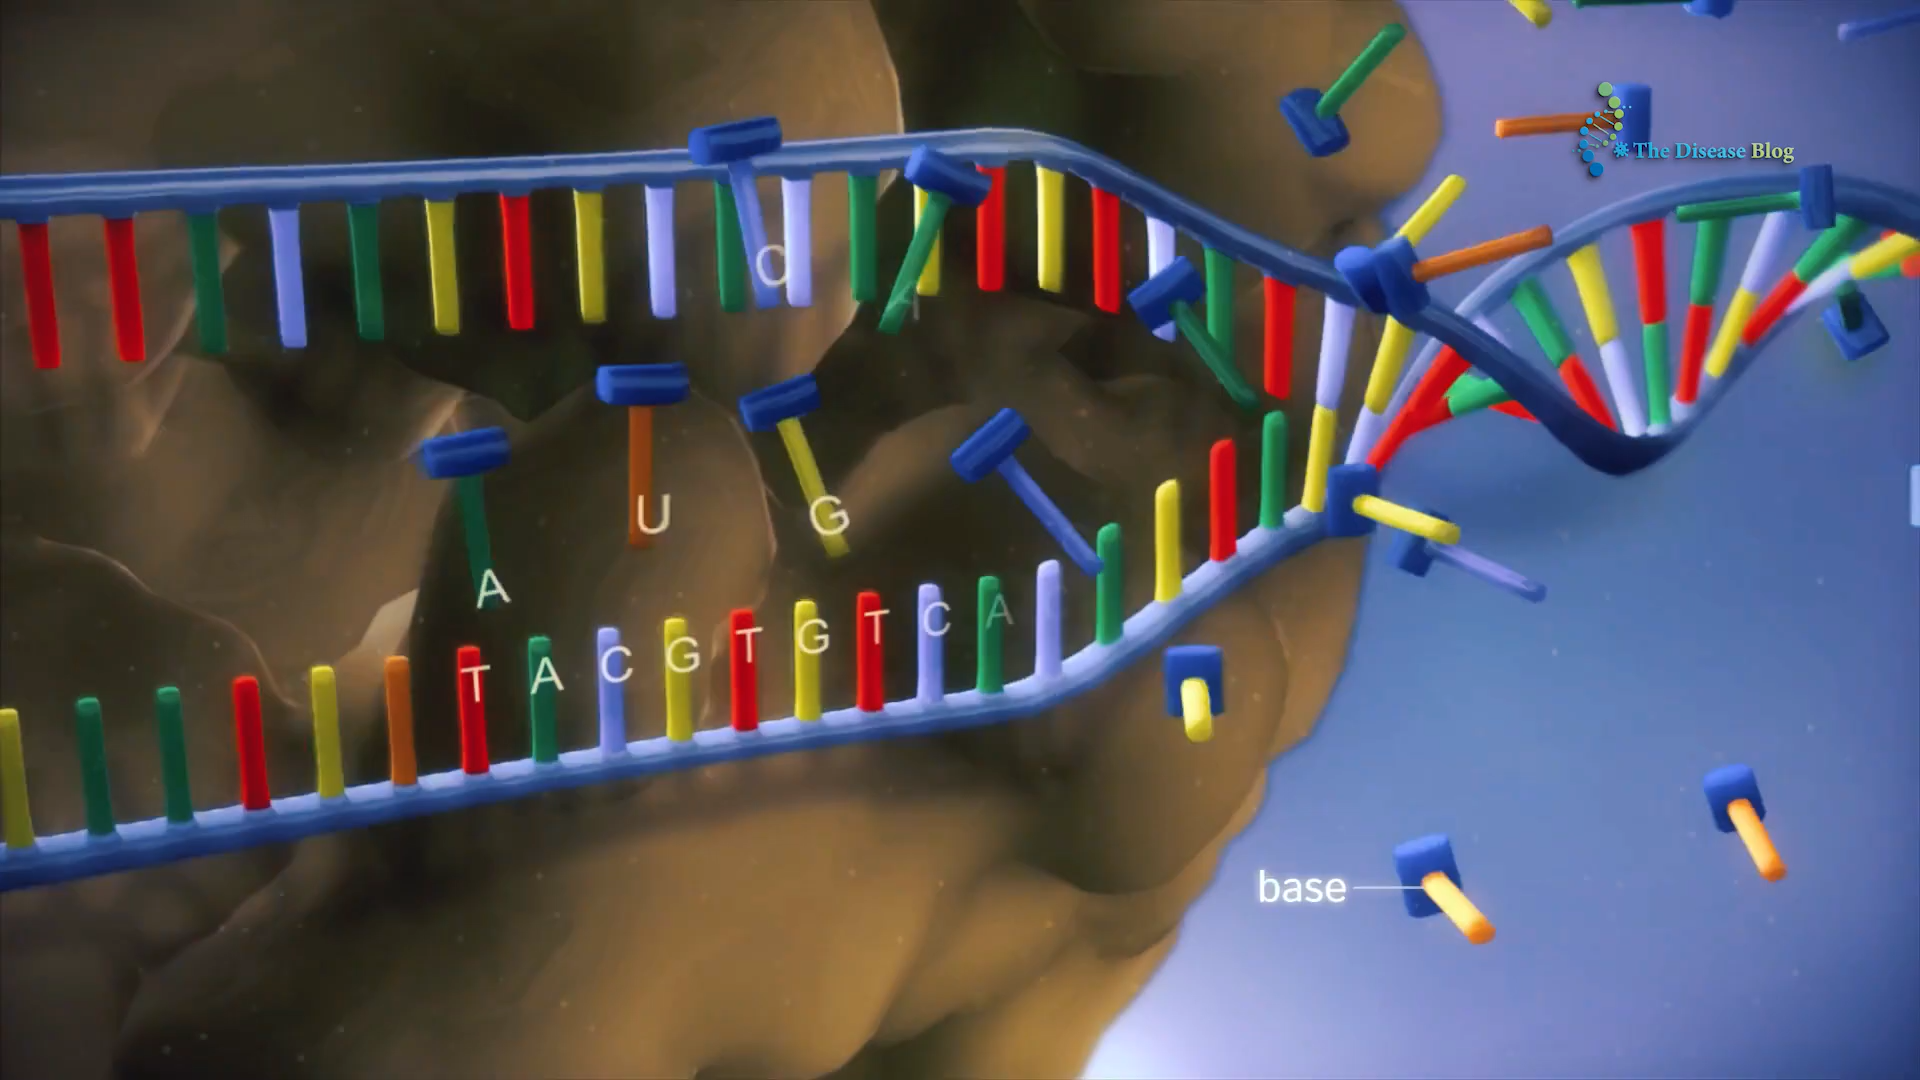 The Disease Blog
C
A
U
G
A
T A C G T G T C A
base